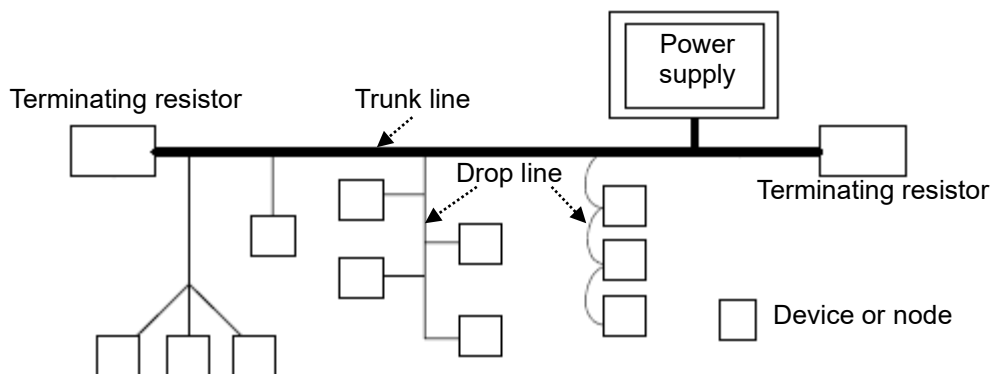 Power
supply
Terminating resistor
Trunk line
Drop line
Terminating resistor
Device or node